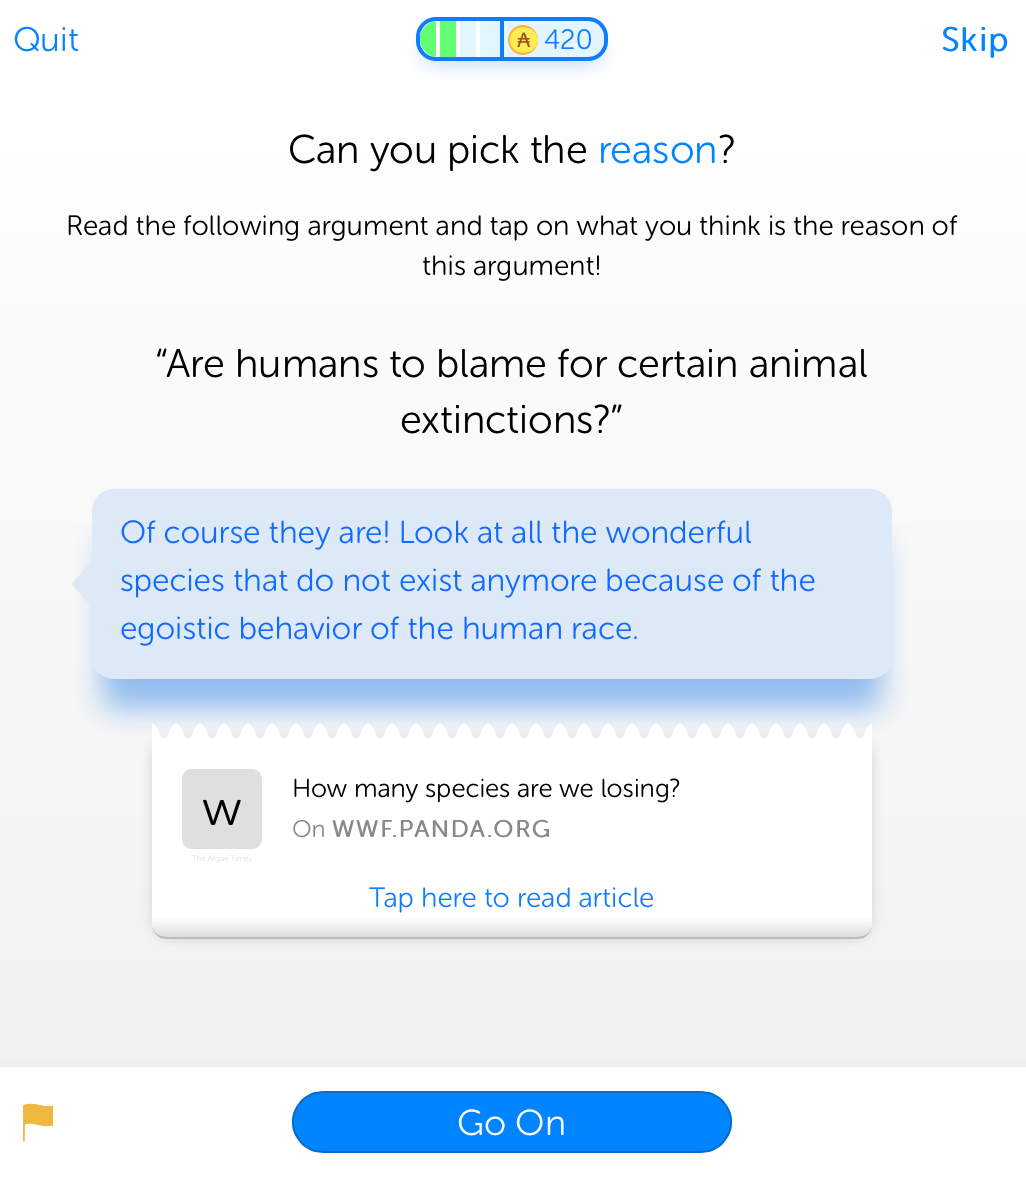 Quit
420
Skip
Can you pick the reason?
Read the following argument and tap on what you think is the reason of
this argument!
“Are humans to blame for certain animal
extinctions?”
Of course they are! Look at all the wonderful
species that do not exist anymore because of the
egoistic behavior of the human race.
W
The Argue Times
How many species are we losing?
On WWF.PANDA.ORG
Tap here to read article
Go On